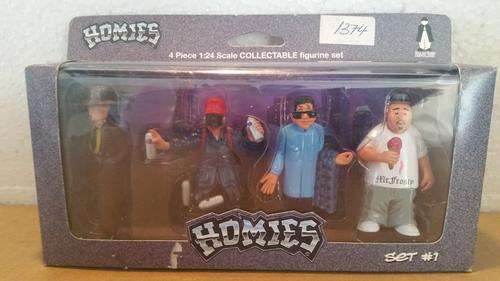 HOMIES
1374
4 Piece 1:24 Scale COLLECTABLE figurine set
Mr.Frosty
HOMIES
SET #1